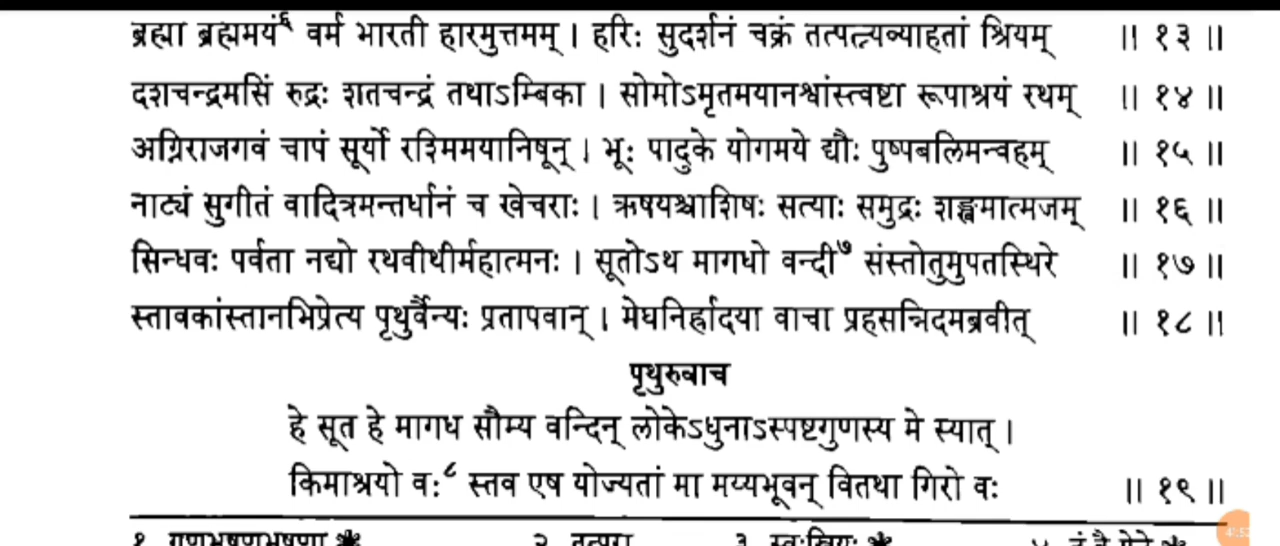 ब्रह्मा ब्रह्ममयं६ वर्म भारती हारमुत्तमम् । हरिः सुदर्शनं चक्रं तत्पत्न्यव्याहतां श्रियम् ॥ १३ ॥
दशचन्द्रमसिं रुद्रः शतचन्द्रं तथाऽम्बिका । सोमोऽमृतमयानश्वांस्त्वष्टा रूपाश्रयं रथम् ॥ १४ ॥
अग्निराजगवं चापं सूर्यो रश्मिमयानिषून् । भूः पादुके योगमये द्यौः पुष्पबलिमन्वहम् ॥ १५ ॥
नाट्यं सुगीतं वादित्रमन्तर्धानं च खेचराः । ऋषयश्चाशिषः सत्याः समुद्रः शङ्खमात्मजम् ॥ १६ ॥
सिन्धवः पर्वता नद्यो रथवीथीर्महात्मनः । सूतोऽथ मागधो वन्दी७ संस्तोतुमुपतस्थिरे ॥ १७ ॥
स्तावकांस्तानभिप्रेत्य पृथुर्वैन्यः प्रतापवान् । मेघनिर्ह्रादया वाचा प्रहसन्निदमब्रवीत् ॥ १८ ॥
पृथुरुवाच
हे सूत हे मागध सौम्य वन्दिन् लोकेऽधुनाऽस्पष्टगुणस्य मे स्यात् ।
किमाश्रयो वः८ स्तव एष योज्यतां मा मय्यभूवन् वितथा गिरो वः ॥ १९ ॥